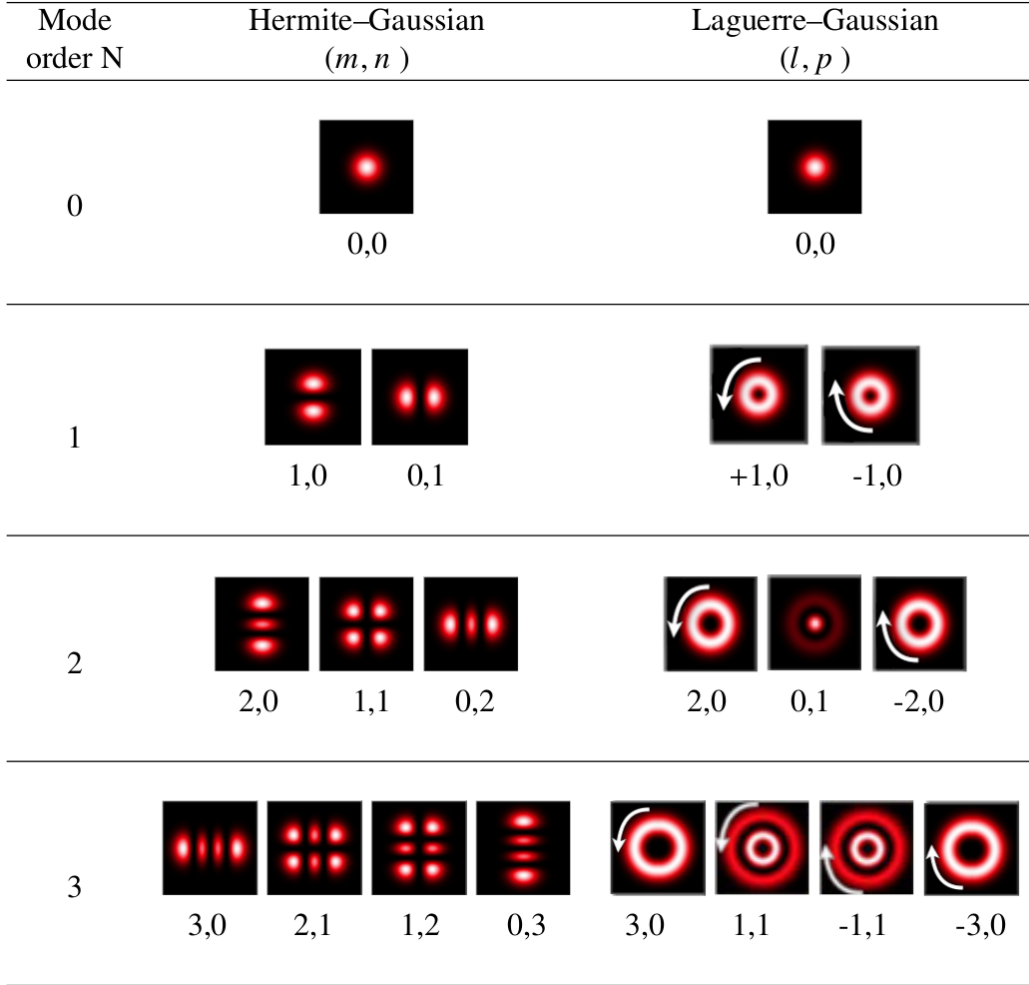 Mode Hermite–Gaussian Laguerre–Gaussian
order N (m, n ) (l, p )
0
0,0 0,0
1
1,0 0,1 +1,0 -1,0
2
2,0 1,1 0,2 2,0 0,1 -2,0
3
3,0 2,1 1,2 0,3 3,0 1,1 -1,1 -3,0